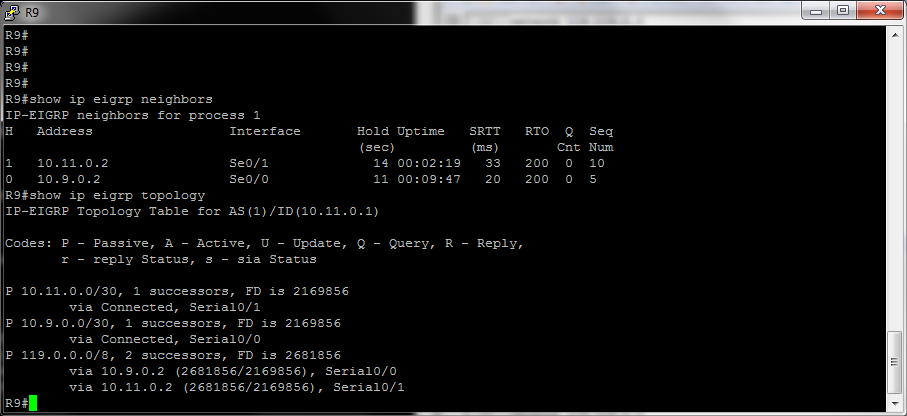 R9
R9#
R9#
R9#
R9#
R9#show ip eigrp neighbors
IP-EIGRP neighbors for process 1
H   Address                 Interface       Hold Uptime   SRTT   RTO  Q  Seq
                                            (sec)         (ms)       Cnt Num
1   10.11.0.2               Se0/1             14 00:02:19   33   200  0  10
0   10.9.0.2                Se0/0             11 00:09:47   20   200  0  5
R9#show ip eigrp topology
IP-EIGRP Topology Table for AS(1)/ID(10.11.0.1)
Codes: P - Passive, A - Active, U - Update, Q - Query, R - Reply,
       r - reply Status, s - sia Status
P 10.11.0.0/30, 1 successors, FD is 2169856
        via Connected, Serial0/1
P 10.9.0.0/30, 1 successors, FD is 2169856
        via Connected, Serial0/0
P 119.0.0.0/8, 2 successors, FD is 2681856
        via 10.9.0.2 (2681856/2169856), Serial0/0
        via 10.11.0.2 (2681856/2169856), Serial0/1
R9#